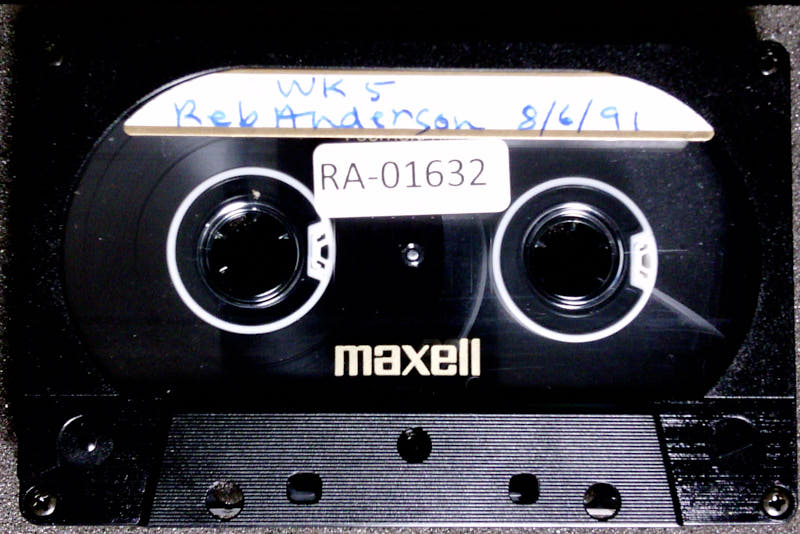 WK 5
Reb Anderson 8/6/91
RA-01632
maxell